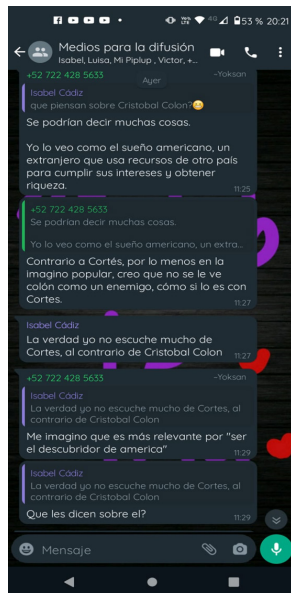 4G 53 % 20:21
Medios para la difusión
Isabel, Luisa, Mi Piplup , Victor, +...
+52 722 428 5633 ~Yoksan
Ayer
Isabel Cádiz
que piensan sobre Cristobal Colon?
Se podrían decir muchas cosas.
Yo lo veo como el sueño americano, un
extranjero que usa recursos de otro país
para cumplir sus intereses y obtener
riqueza.
11:25
+52 722 428 5633
Se podrían decir muchas cosas.
Yo lo veo como el sueño americano, un extra...
Contrario a Cortés, por lo menos en la
imagino popular, creo que no se le ve
colón como un enemigo, cómo si lo es con
Cortes.
11:27
Isabel Cádiz
La verdad yo no escuche mucho de
Cortes, al contrario de Cristobal Colon 11:27
+52 722 428 5633 ~Yoksan
Isabel Cádiz
La verdad yo no escuche mucho de Cortes, al
contrario de Cristobal Colon
Me imagino que es más relevante por "ser
el descubridor de america" 11:29
Isabel Cádiz
La verdad yo no escuche mucho de Cortes, al
contrario de Cristobal Colon
Que les dicen sobre el? 11:29
Mensaje